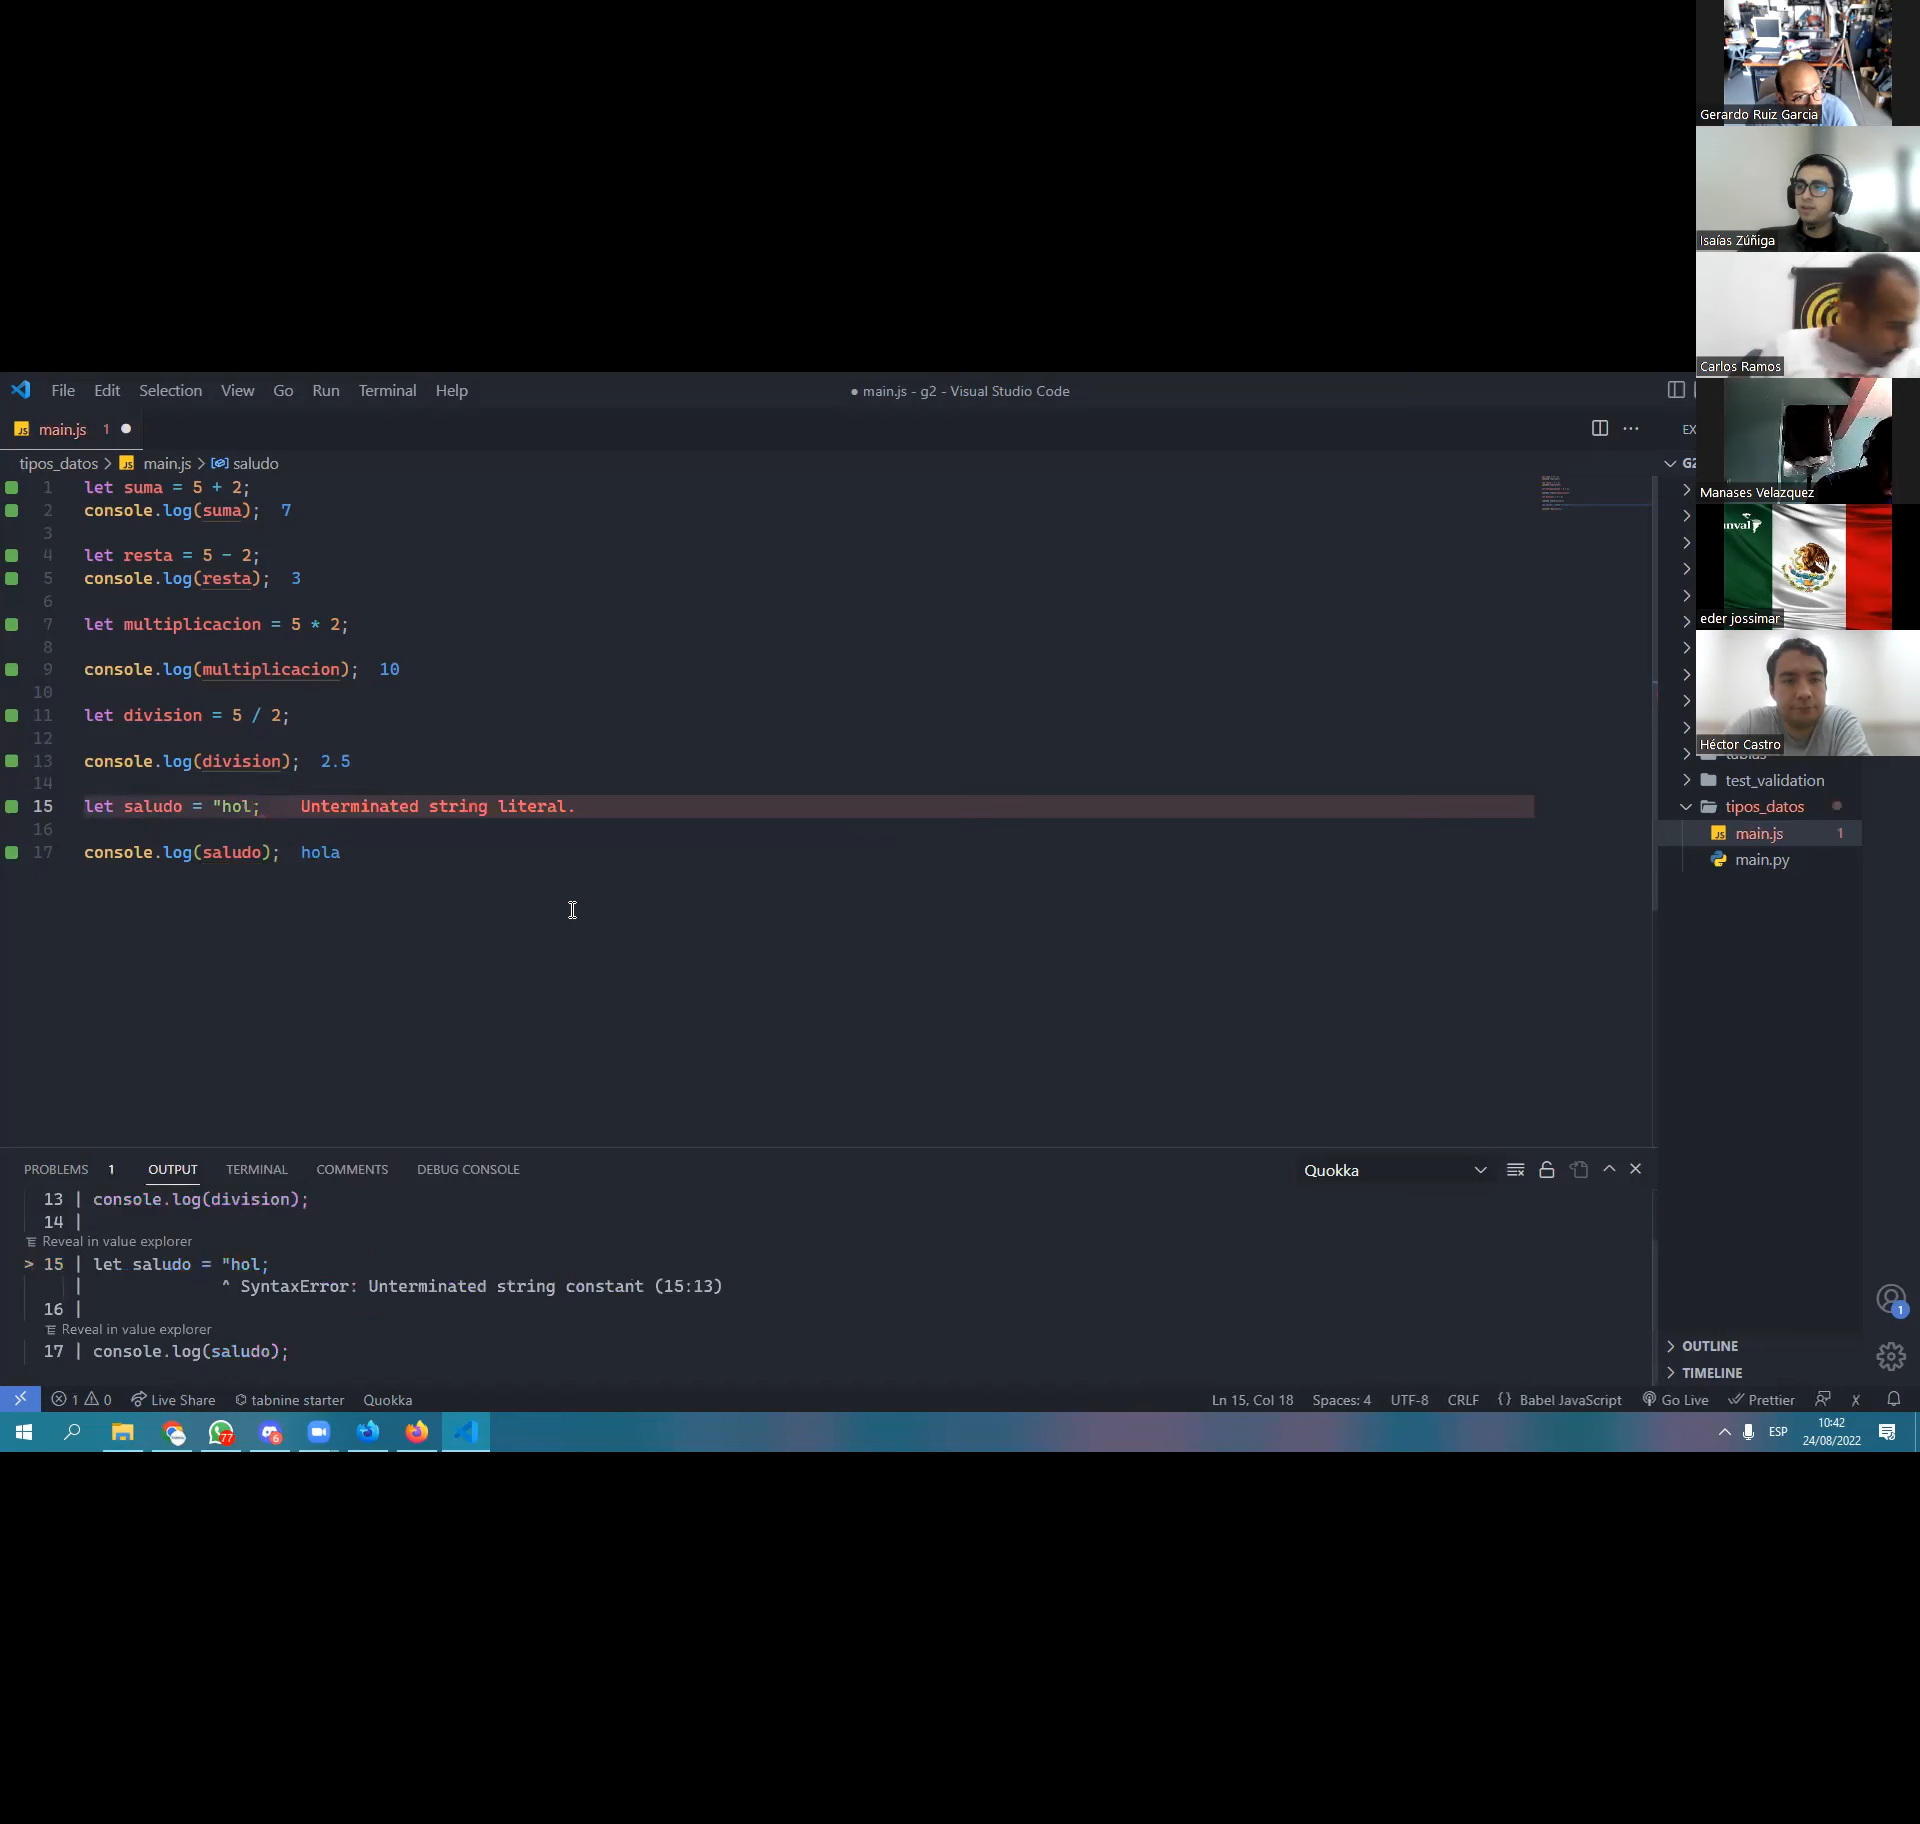 Gerardo Ruiz Garcia
Isaías Zúñiga
Carlos Ramos
Manases Velazquez
eder jossimar
Héctor Castro
File Edit Selection View Go Run Terminal Help
● main.js - g2 - Visual Studio Code
JS main.js 1 ●
tipos_datos > JS main.js > saludo
1 let suma = 5 + 2;
2 console.log(suma); 7
3
4 let resta = 5 - 2;
5 console.log(resta); 3
6
7 let multiplicacion = 5 * 2;
8
9 console.log(multiplicacion); 10
10
11 let division = 5 / 2;
12
13 console.log(division); 2.5
14
15 let saludo = "hol; Unterminated string literal.
16
17 console.log(saludo); hola
EX
G2
test_validation
tipos_datos
JS main.js 1
main.py
PROBLEMS 1 OUTPUT TERMINAL COMMENTS DEBUG CONSOLE
Quokka
13 | console.log(division);
14 |
Reveal in value explorer
> 15 | let saludo = "hol;
| ^ SyntaxError: Unterminated string constant (15:13)
16 |
Reveal in value explorer
17 | console.log(saludo);
OUTLINE
TIMELINE
1
1 0 Live Share tabnine starter Quokka
Ln 15, Col 18 Spaces: 4 UTF-8 CRLF {} Babel JavaScript Go Live Prettier
77
6
ESP
10:42
24/08/2022